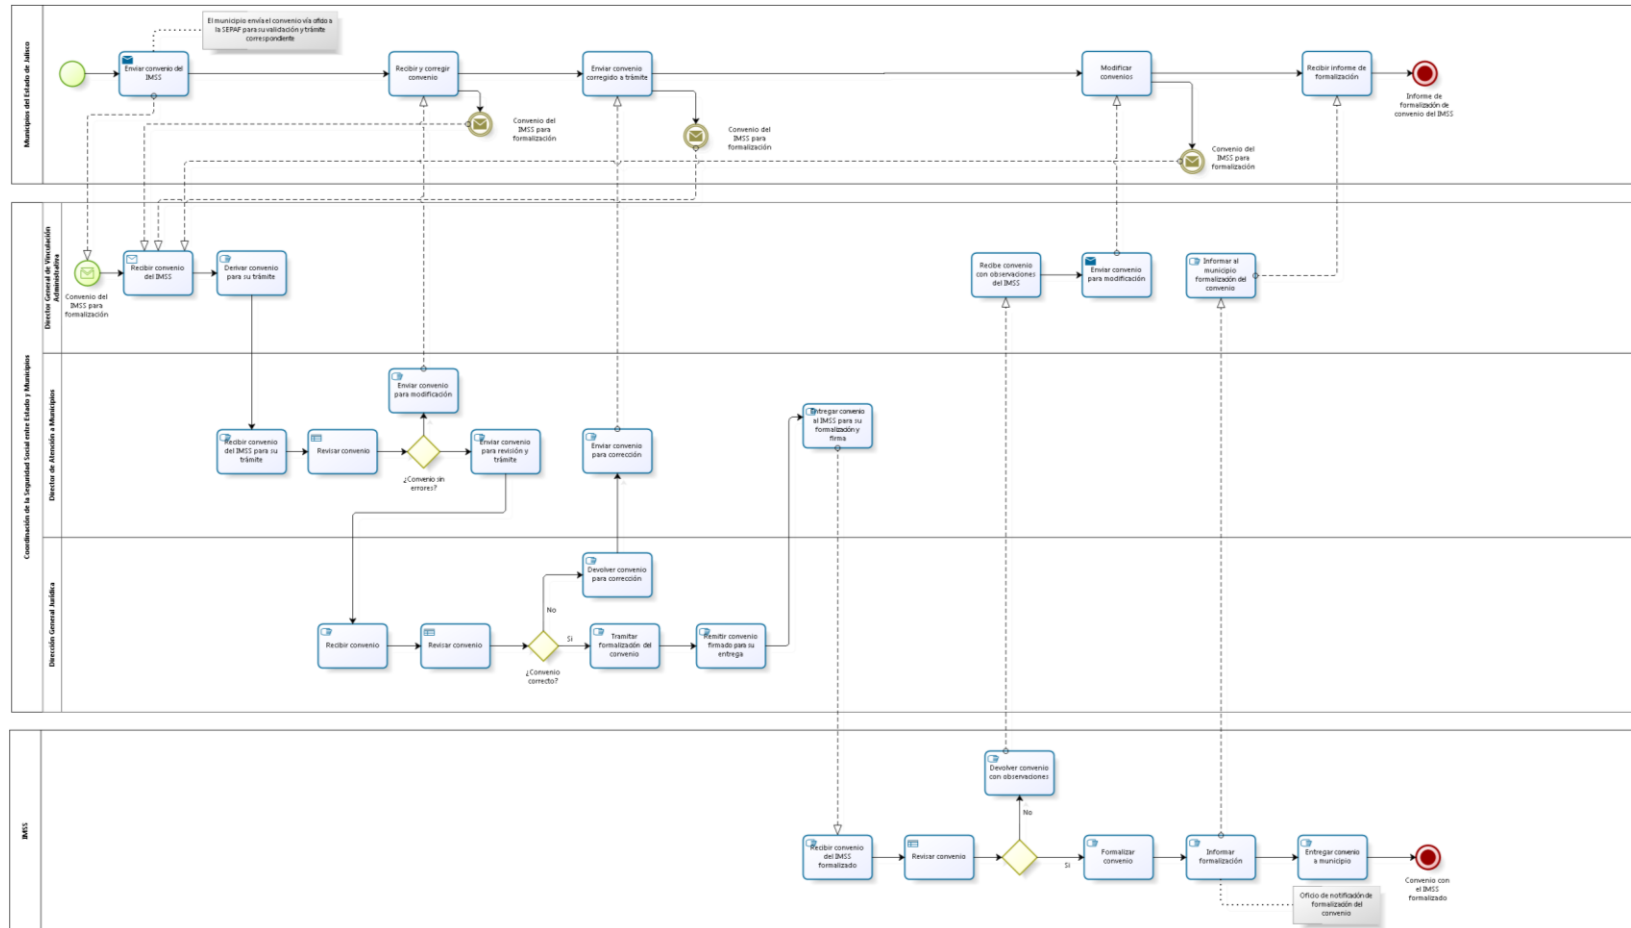 Municipios del Estado de Jalisco
El municipio envía el convenio vía oficio a
la SEPAF para su validación y trámite
correspondiente
Enviar convenio del
IMSS
Recibir y corregir
convenio
Enviar convenio
corregido a trámite
Modificar
convenios
Recibir informe de
formalización
Informe de
formalización de
convenio del IMSS
Convenio del
IMSS para
formalización
Convenio del
IMSS para
formalización
Convenio del
IMSS para
formalización
Coordinación de la Seguridad Social entre Estado y Municipios
Director General de Vinculación
Administrativa
Convenio del
IMSS para
formalización
Recibir convenio
del IMSS
Derivar convenio
para su trámite
Recibe convenio
con observaciones
del IMSS
Enviar convenio
para modificación
Informar al
municipio
formalización del
convenio
Director de Atención a Municipios
Enviar convenio
para modificación
Recibir convenio
del IMSS para su
trámite
Revisar convenio
¿Convenio sin
errores?
Enviar convenio
para revisión y
trámite
Enviar convenio
para corrección
Entregar convenio
al IMSS para su
formalización y
firma
Dirección General Jurídica
Devolver convenio
para corrección
No
Recibir convenio
Revisar convenio
¿Convenio
correcto?
Si
Tramitar
formalización del
convenio
Remitir convenio
firmado para su
entrega
IMSS
Devolver convenio
con observaciones
No
Recibir convenio
del IMSS
formalizado
Revisar convenio
Si
Formalizar
convenio
Informar
formalización
Entregar convenio
a municipio
Convenio con
el IMSS
formalizado
Oficio de notificación de
formalización del
convenio